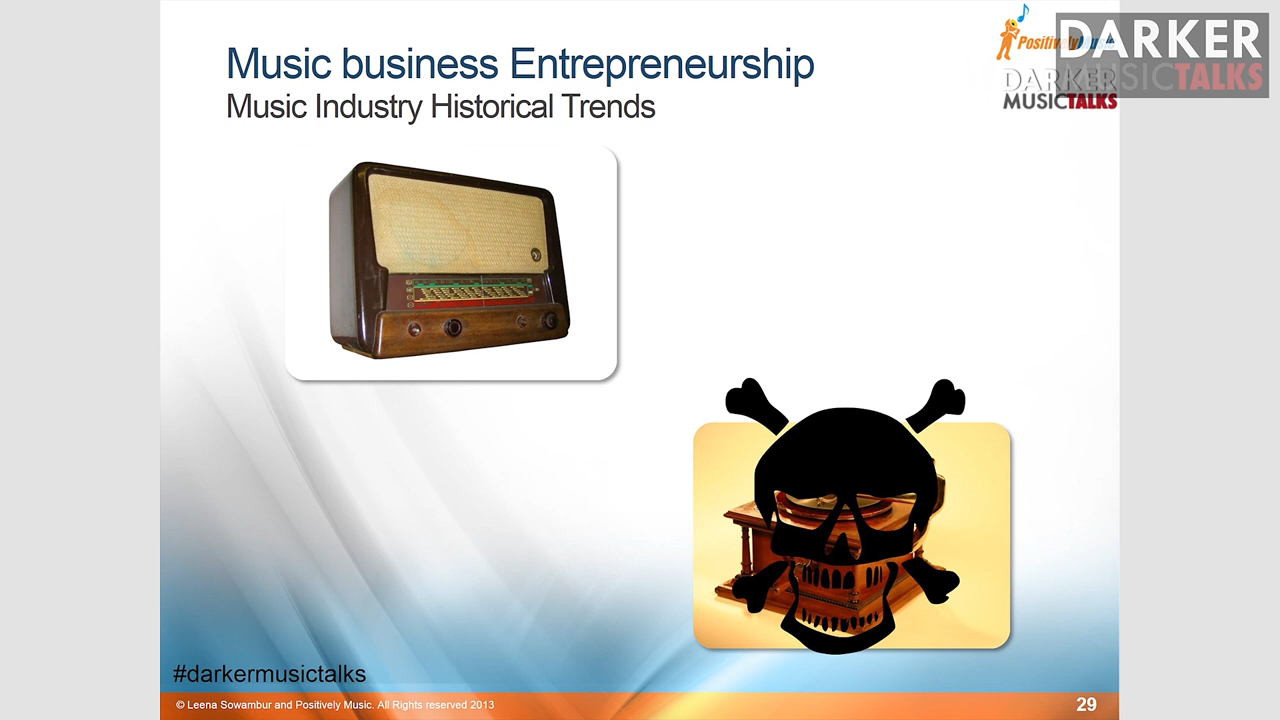 Music business Entrepreneurship
Music Industry Historical Trends
PositivelyMusic
DARKER
MUSICTALKS
DARKER
MUSICTALKS
#darkermusictalks
© Leena Sowambur and Positively Music. All Rights reserved 2013
29